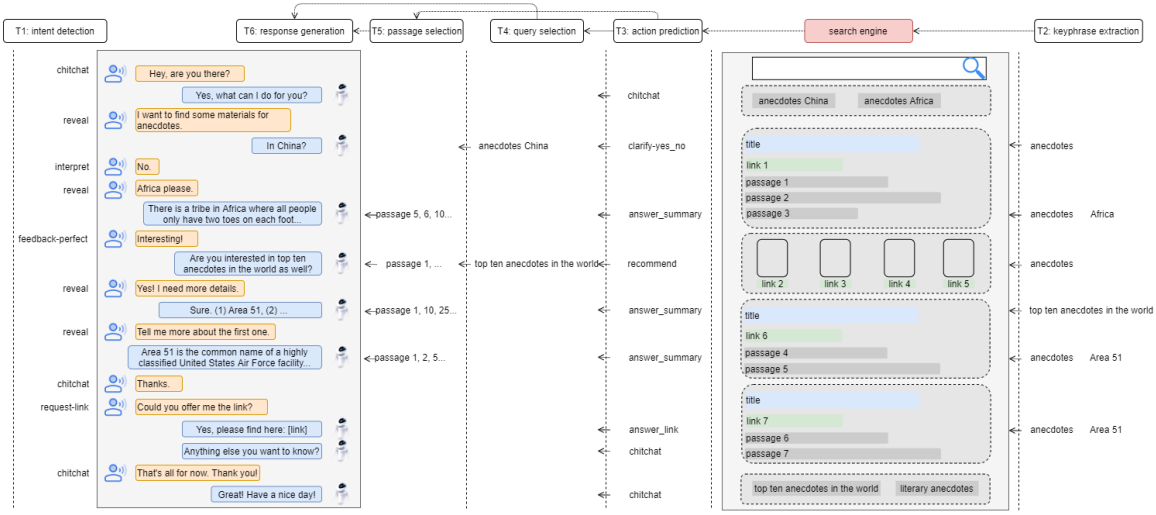 T1: intent detection
T6: response generation
T5: passage selection
T4: query selection
T3: action prediction
search engine
T2: keyphrase extraction
chitchat
Hey, are you there?
Yes, what can I do for you?
chitchat
anecdotes China
anecdotes Africa
reveal
I want to find some materials for
anecdotes.
In China?
anecdotes China
clarify-yes_no
title
anecdotes
link 1
interpret
No.
passage 1
reveal
Africa please.
passage 2
There is a tribe in Africa where all people
only have two toes on each foot...
passage 5, 6, 10...
answer_summary
passage 3
anecdotes
Africa
feedback-perfect
Interesting!
Are you interested in top ten
anecdotes in the world as well?
passage 1, ...
top ten anecdotes in the world
recommend
anecdotes
link 2
link 3
link 4
link 5
reveal
Yes! I need more details.
Sure. (1) Area 51, (2) ...
passage 1, 10, 25...
answer_summary
title
top ten anecdotes in the world
reveal
Tell me more about the first one.
link 6
Area 51 is the common name of a highly
classified United States Air Force facility...
passage 1, 2, 5...
answer_summary
passage 4
passage 5
anecdotes
Area 51
chitchat
Thanks.
title
request-link
Could you offer me the link?
link 7
Yes, please find here: [link]
answer_link
passage 6
anecdotes
Area 51
Anything else you want to know?
chitchat
passage 7
chitchat
That's all for now. Thank you!
Great! Have a nice day!
chitchat
top ten anecdotes in the world
literary anecdotes